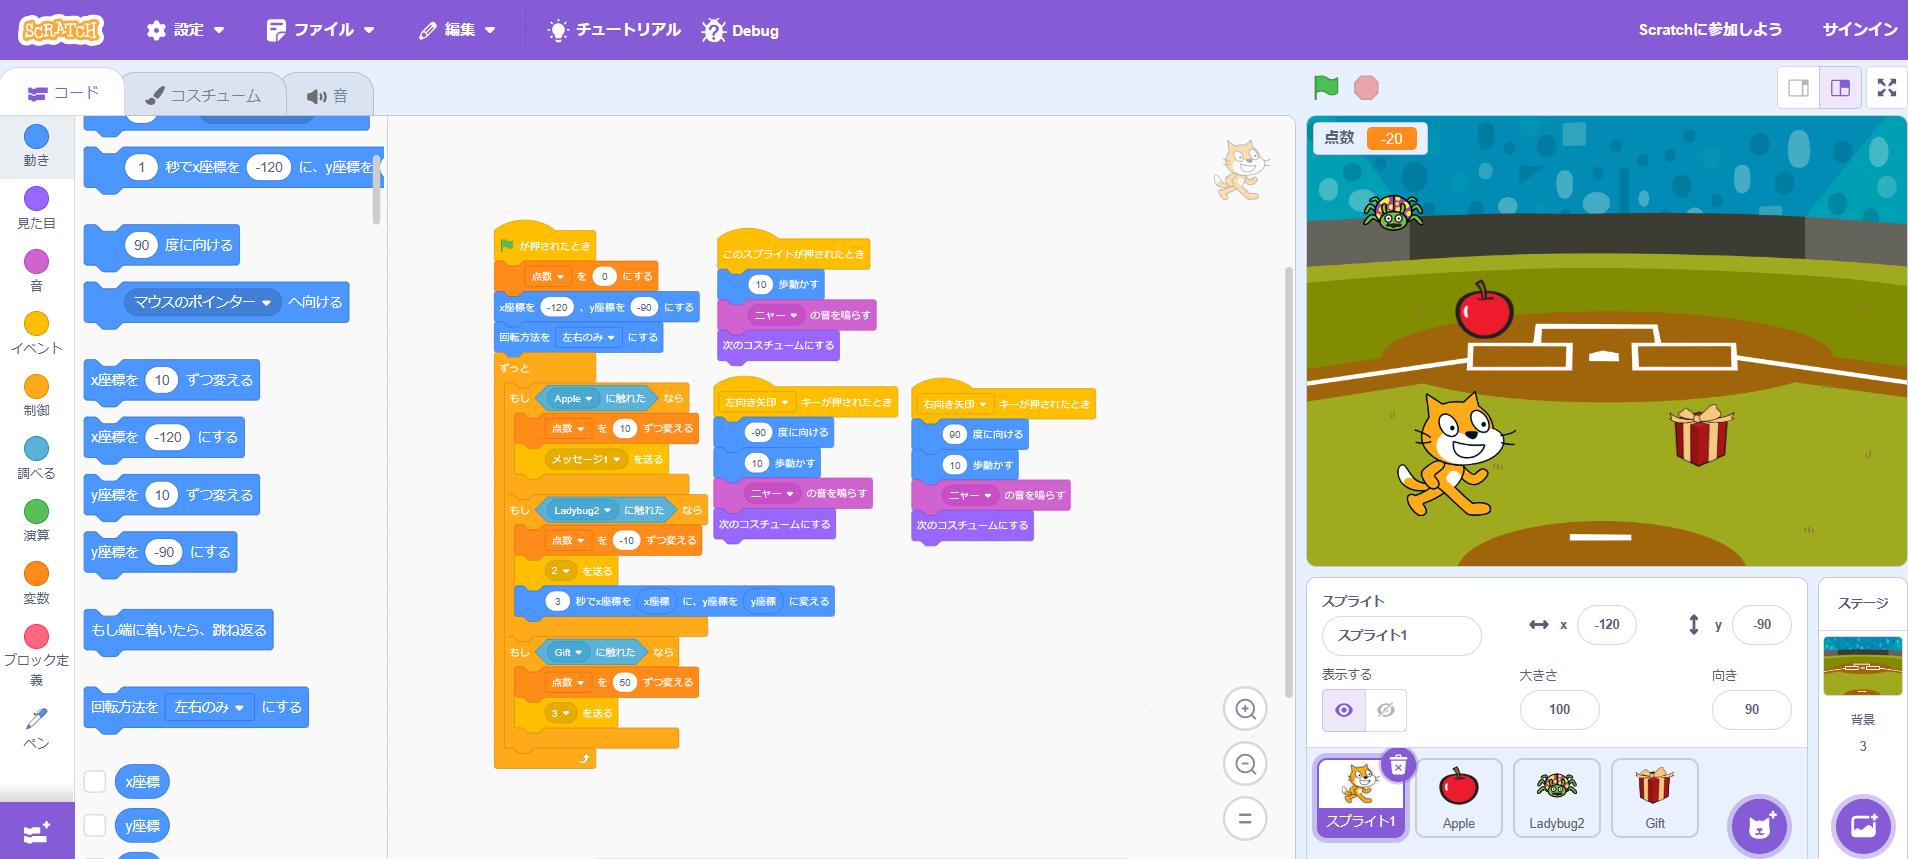 SCRATCH
設定
ファイル
編集
チュートリアル
Debug
Scratchに参加しよう
サインイン
コード
コスチューム
音
動き
見た目
音
イベント
制御
調べる
演算
変数
ブロック定義
ペン
1 秒でx座標を -120 に、y座標を
90 度に向ける
マウスのポインター へ向ける
x座標を 10 ずつ変える
x座標を -120 にする
y座標を 10 ずつ変える
y座標を -90 にする
もし端に着いたら、跳ね返る
回転方法を 左右のみ にする
x座標
y座標
が押されたとき
点数 を 0 にする
x座標を -120 、y座標を -90 にする
回転方法を 左右のみ にする
ずっと
もし Apple に触れた なら
点数 を 10 ずつ変える
メッセージ1 を送る
もし Ladybug2 に触れた なら
点数 を -10 ずつ変える
2 を送る
3 秒でx座標を x座標 に、y座標を y座標 に変える
もし Gift に触れた なら
点数 を 50 ずつ変える
3 を送る
このスプライトが押されたとき
10 歩動かす
ニャー の音を鳴らす
次のコスチュームにする
左向き矢印 キーが押されたとき
-90 度に向ける
10 歩動かす
ニャー の音を鳴らす
次のコスチュームにする
右向き矢印 キーが押されたとき
90 度に向ける
10 歩動かす
ニャー の音を鳴らす
次のコスチュームにする
点数 -20
スプライト
スプライト1
x -120
y -90
表示する
大きさ
100
向き
90
スプライト1
Apple
Ladybug2
Gift
ステージ
背景
3